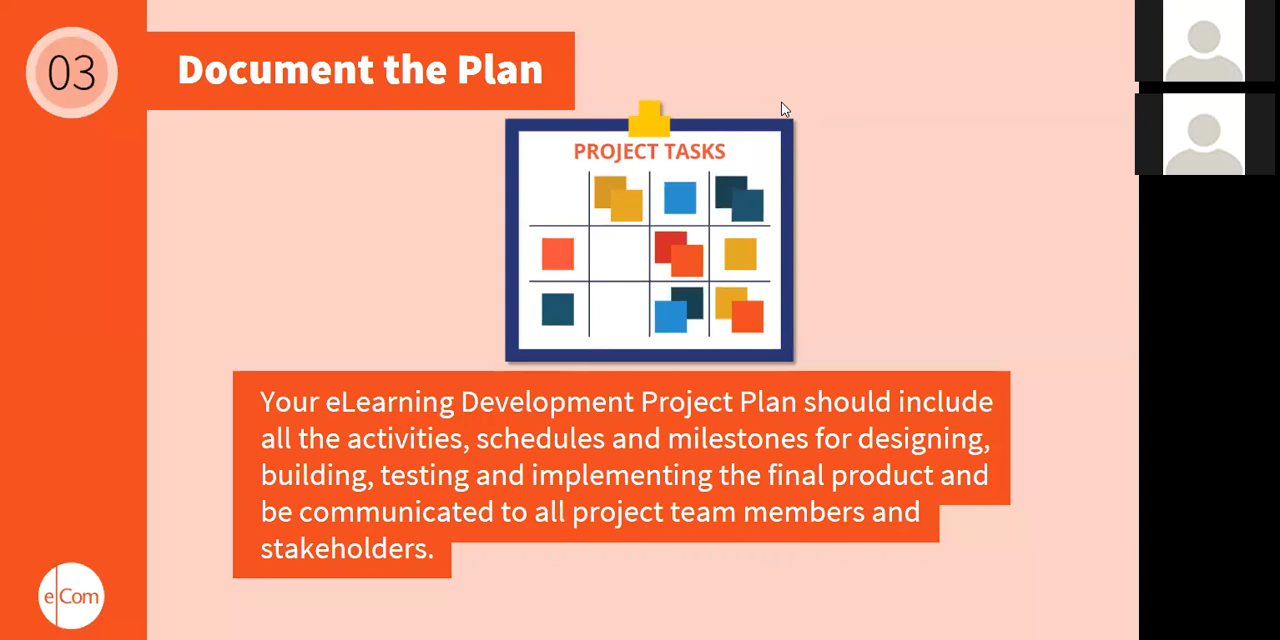 03
Document the Plan
PROJECT TASKS
Your eLearning Development Project Plan should include
all the activities, schedules and milestones for designing,
building, testing and implementing the final product and
be communicated to all project team members and
stakeholders.
e Com